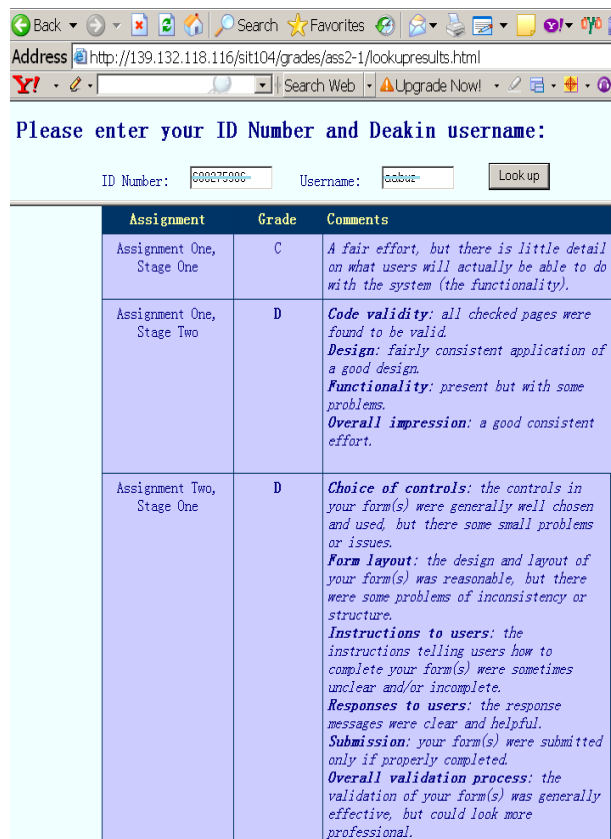 Back Search Favorites
Address http://139.132.118.116/sit104/grades/ass2-1/lookupresults.html
Y! Search Web Upgrade Now!
Please enter your ID Number and Deakin username:
ID Number: Username: Look up
Assignment Grade Comments
Assignment One, Stage One
C
A fair effort, but there is little detail
on what users will actually be able to do
with the system (the functionality).
Assignment One, Stage Two
D
Code validity: all checked pages were
found to be valid.
Design: fairly consistent application of
a good design.
Functionality: present but with some
problems.
Overall impression: a good consistent
effort.
Assignment Two, Stage One
D
Choice of controls: the controls in
your form(s) were generally well chosen
and used, but there some small problems
or issues.
Form layout: the design and layout of
your form(s) was reasonable, but there
were some problems of inconsistency or
structure.
Instructions to users: the
instructions telling users how to
complete your form(s) were sometimes
unclear and/or incomplete.
Responses to users: the response
messages were clear and helpful.
Submission: your form(s) were submitted
only if properly completed.
Overall validation process: the
validation of your form(s) was generally
effective, but could look more
professional.